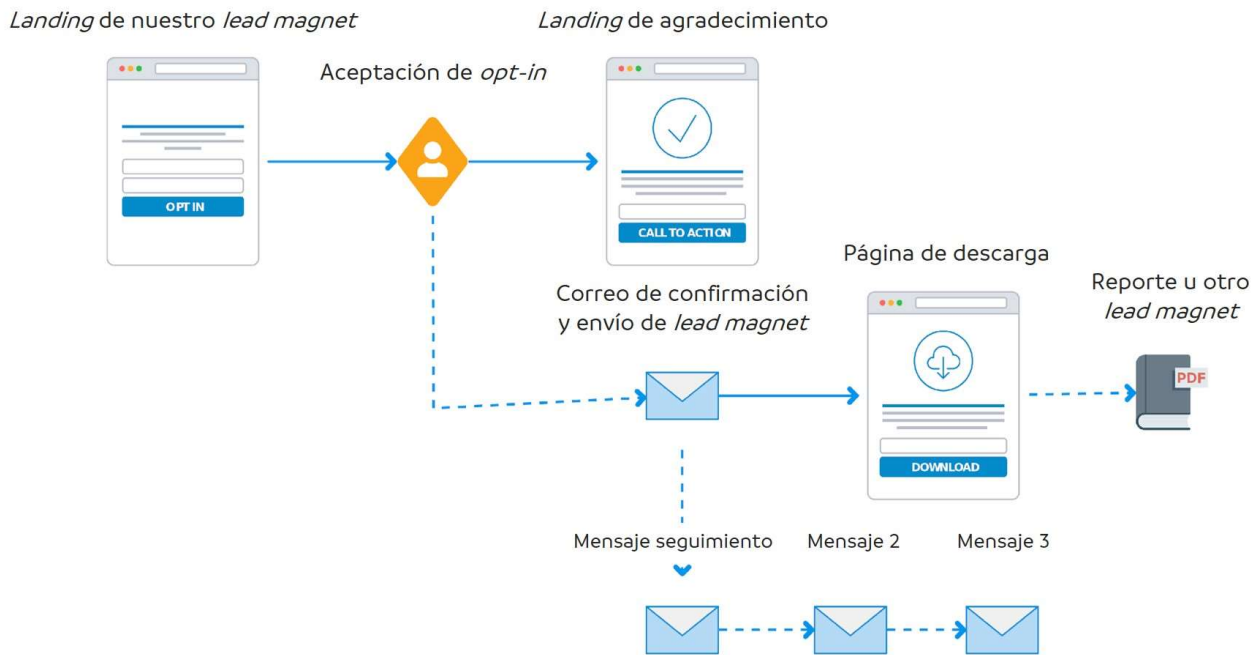 Landing de nuestro lead magnet
Landing de agradecimiento
Aceptación de opt-in
OPT IN
CALL TO ACTION
Página de descarga
Correo de confirmación
y envío de lead magnet
Reporte u otro
lead magnet
PDF
DOWNLOAD
Mensaje seguimiento
Mensaje 2
Mensaje 3